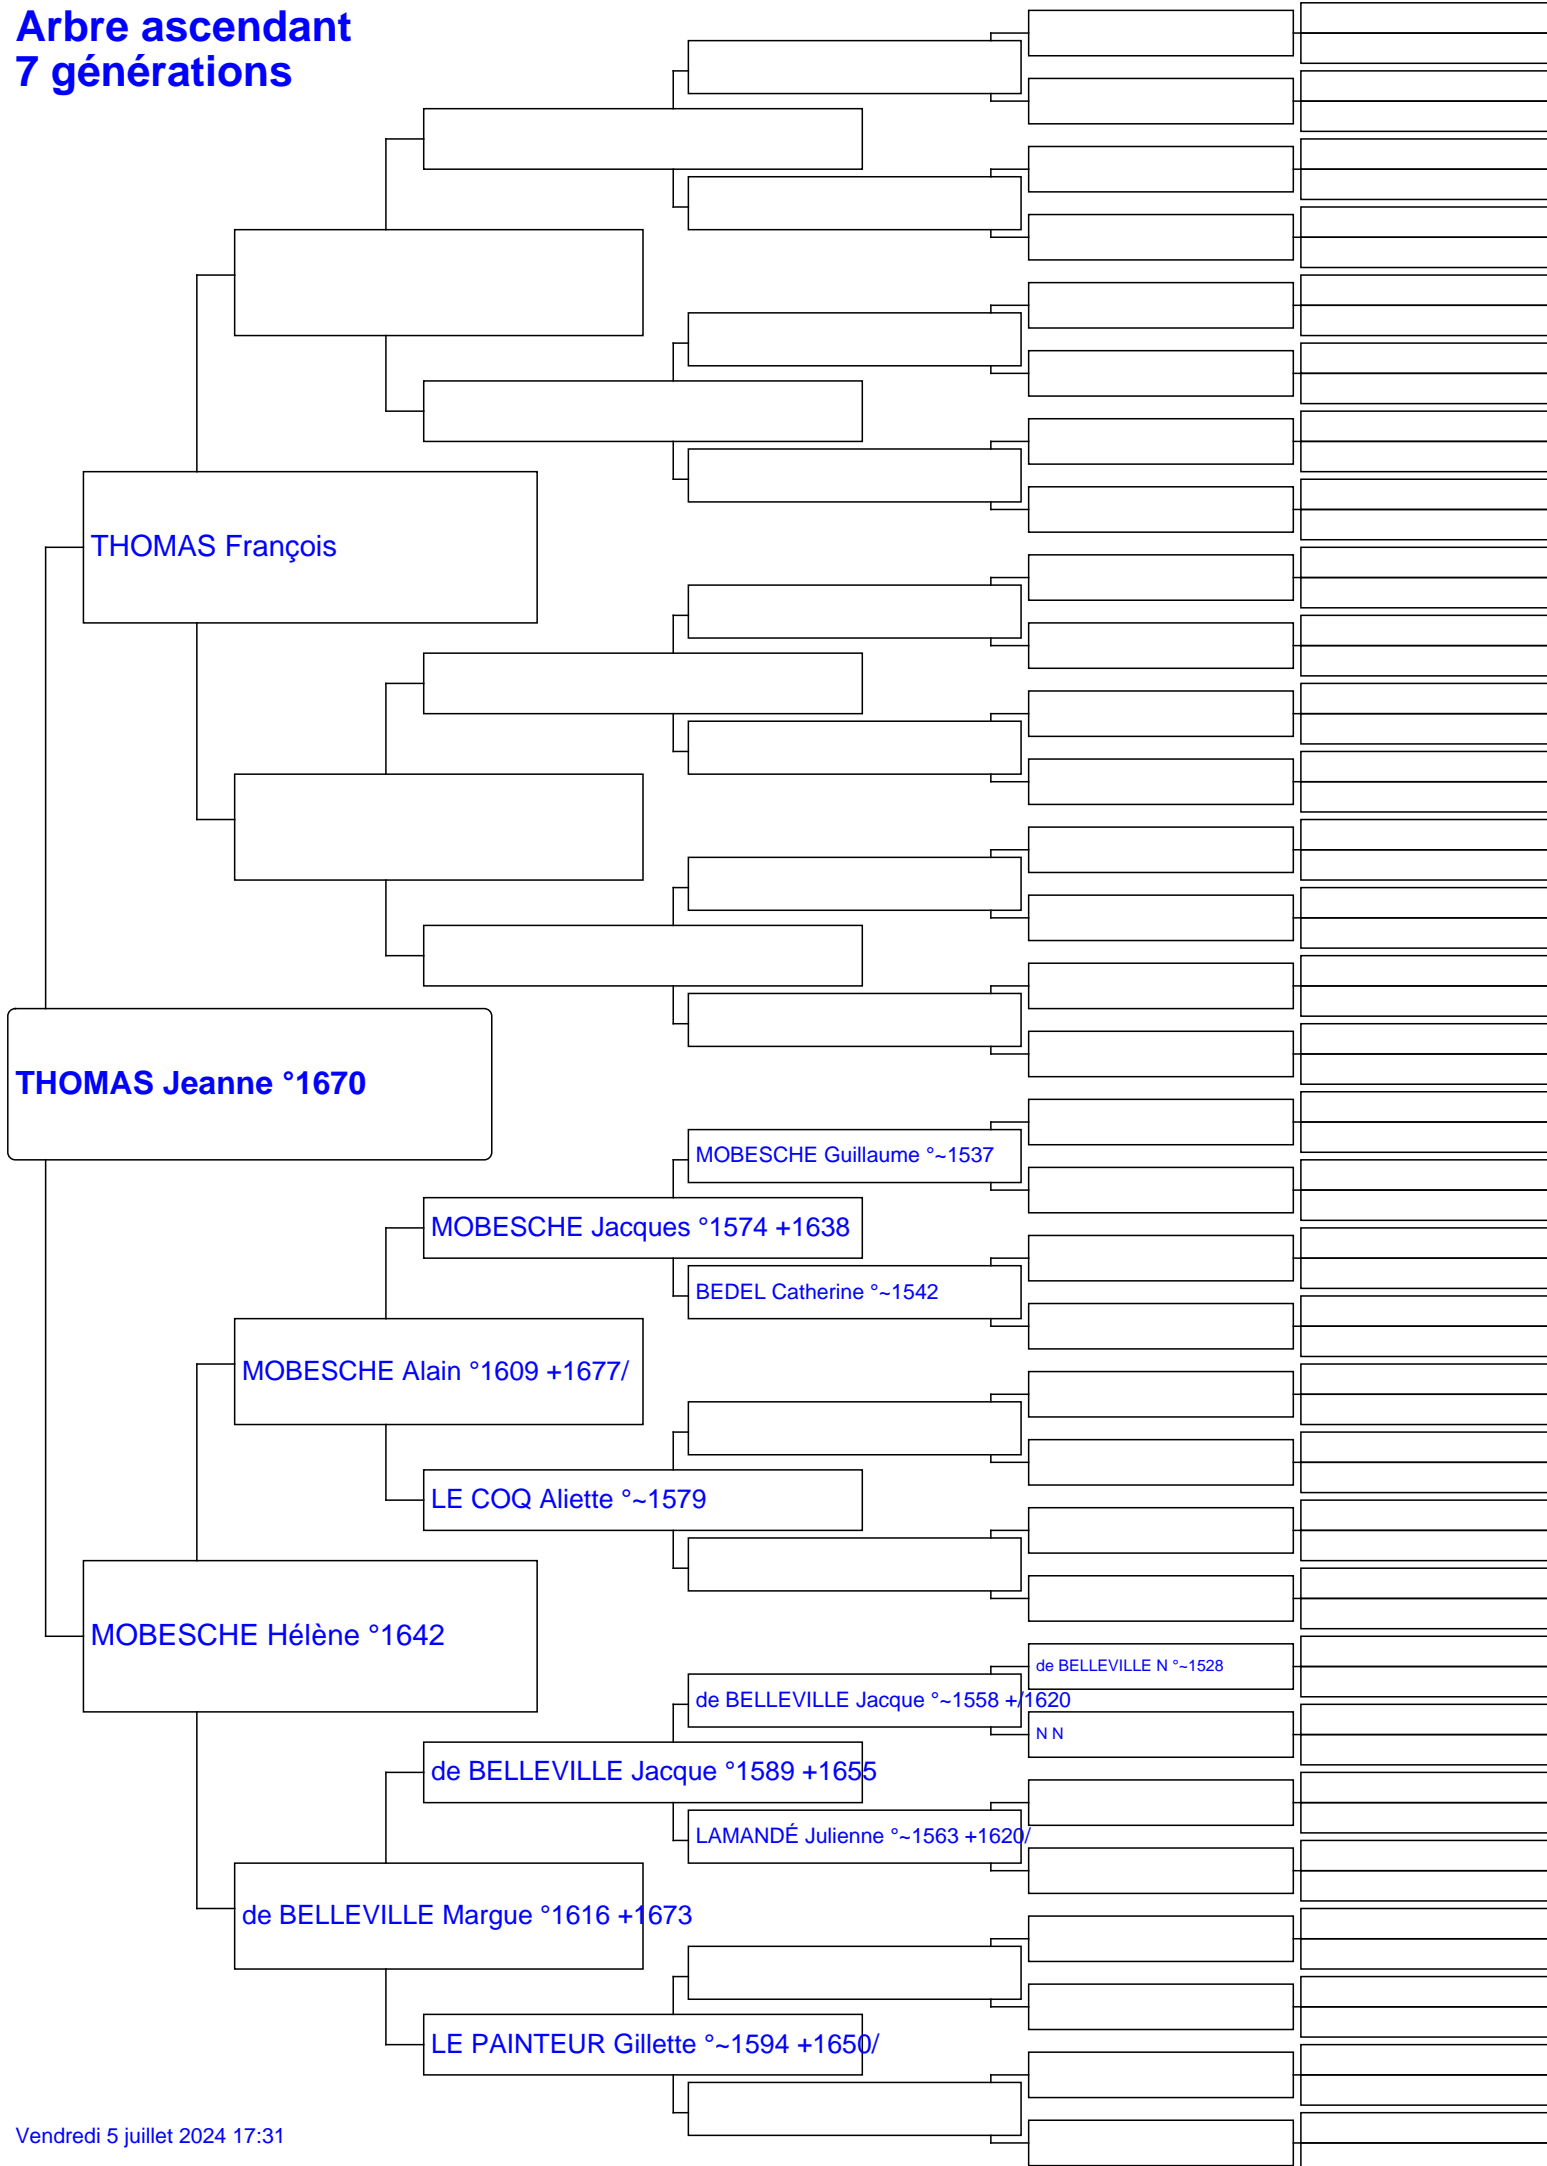 Arbre ascendant
7 générations
THOMAS François
THOMAS Jeanne °1670
MOBESCHE Guillaume °~1537
MOBESCHE Jacques °1574 +1638
BEDEL Catherine °~1542
MOBESCHE Alain °1609 +1677/
LE COQ Aliette °~1579
MOBESCHE Hélène °1642
de BELLEVILLE N °~1528
de BELLEVILLE Jacque °~1558 +/1620
N N
de BELLEVILLE Jacque °1589 +1655
LAMANDÉ Julienne °~1563 +1620/
de BELLEVILLE Margue °1616 +1673
LE PAINTEUR Gillette °~1594 +1650/
Vendredi 5 juillet 2024 17:31